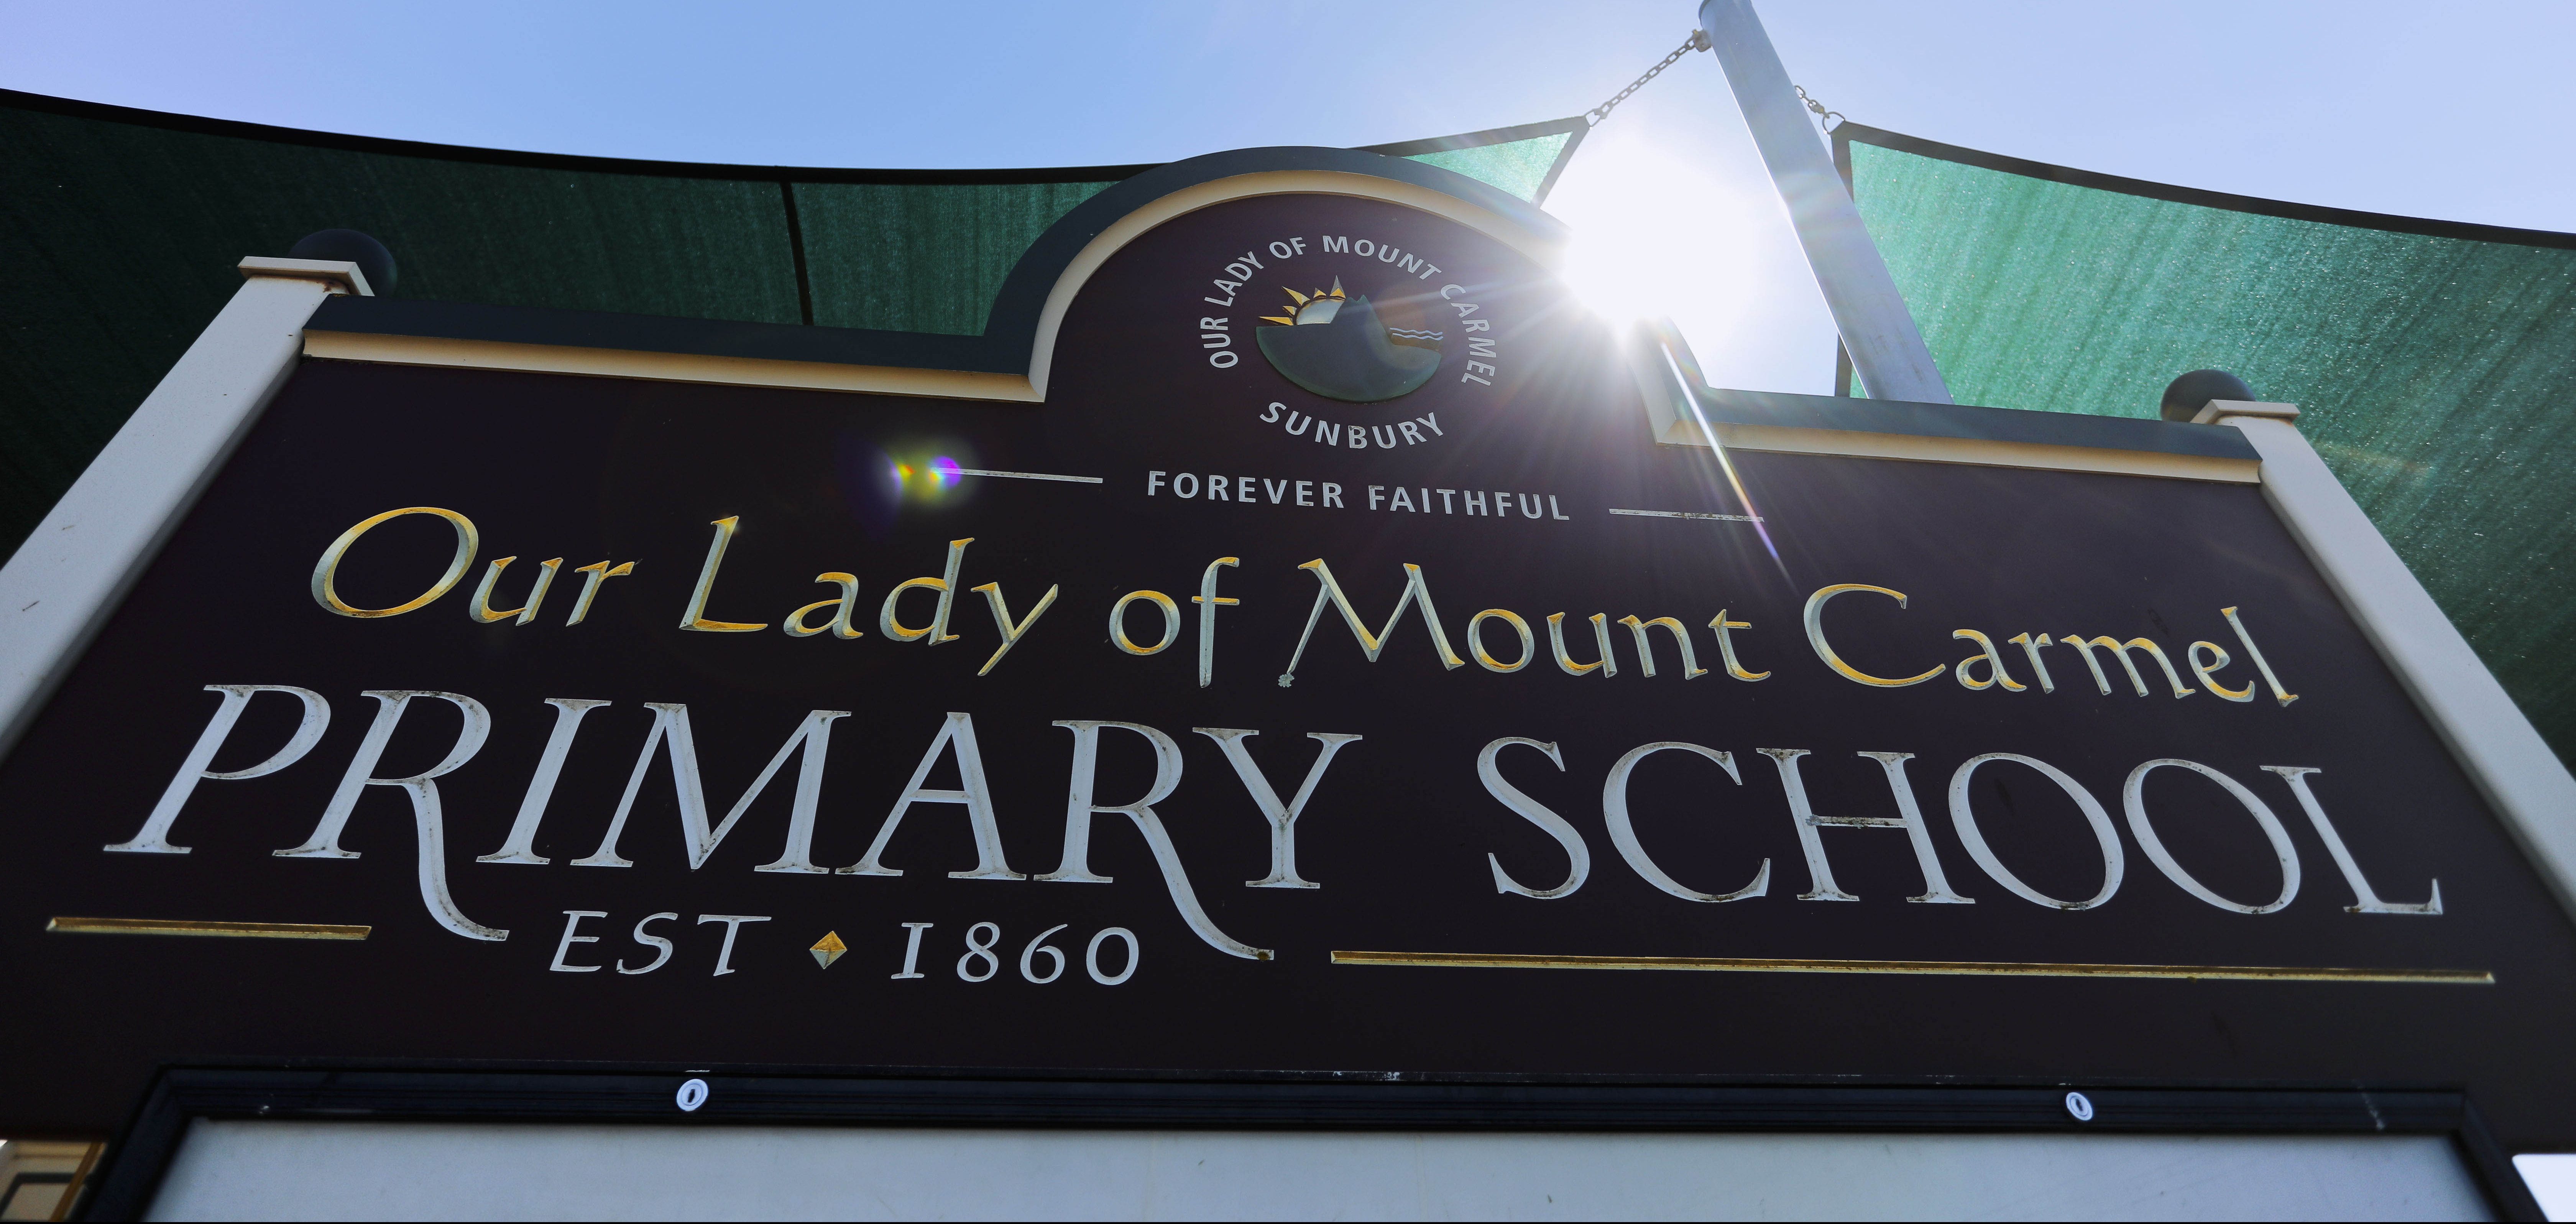 OUR LADY OF MOUNT CARMEL
SUNBURY
FOREVER FAITHFUL
Our Lady of Mount Carmel
PRIMARY SCHOOL
EST ◆ 1860